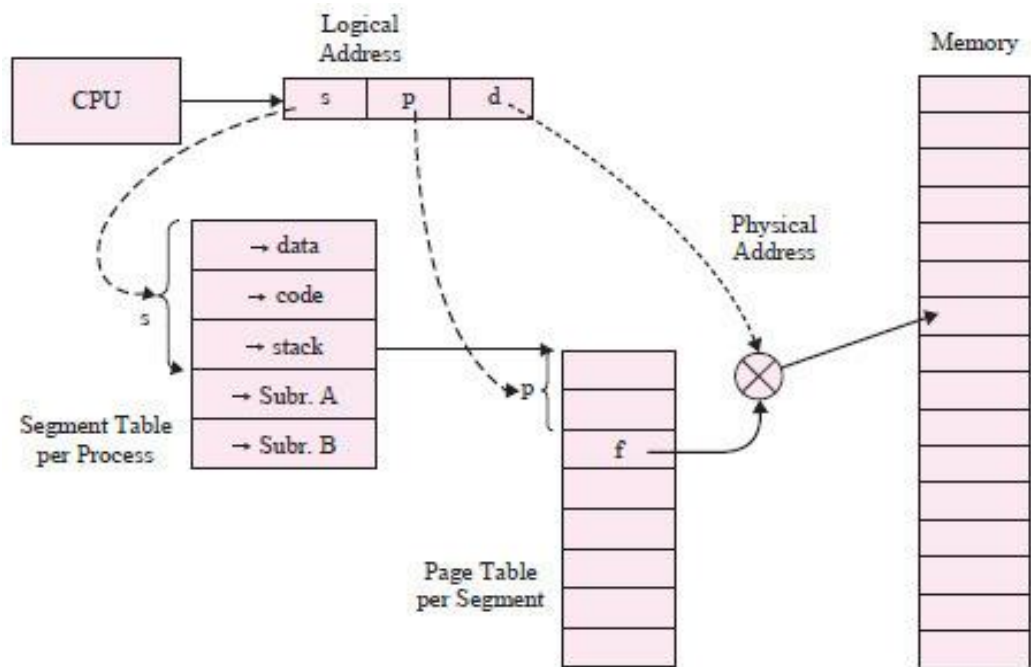 Logical
Address
Memory
CPU
s
p
d
Physical
Address
→ data
→ code
s
→ stack
p
→ Subr. A
Segment Table
per Process
→ Subr. B
f
Page Table
per Segment